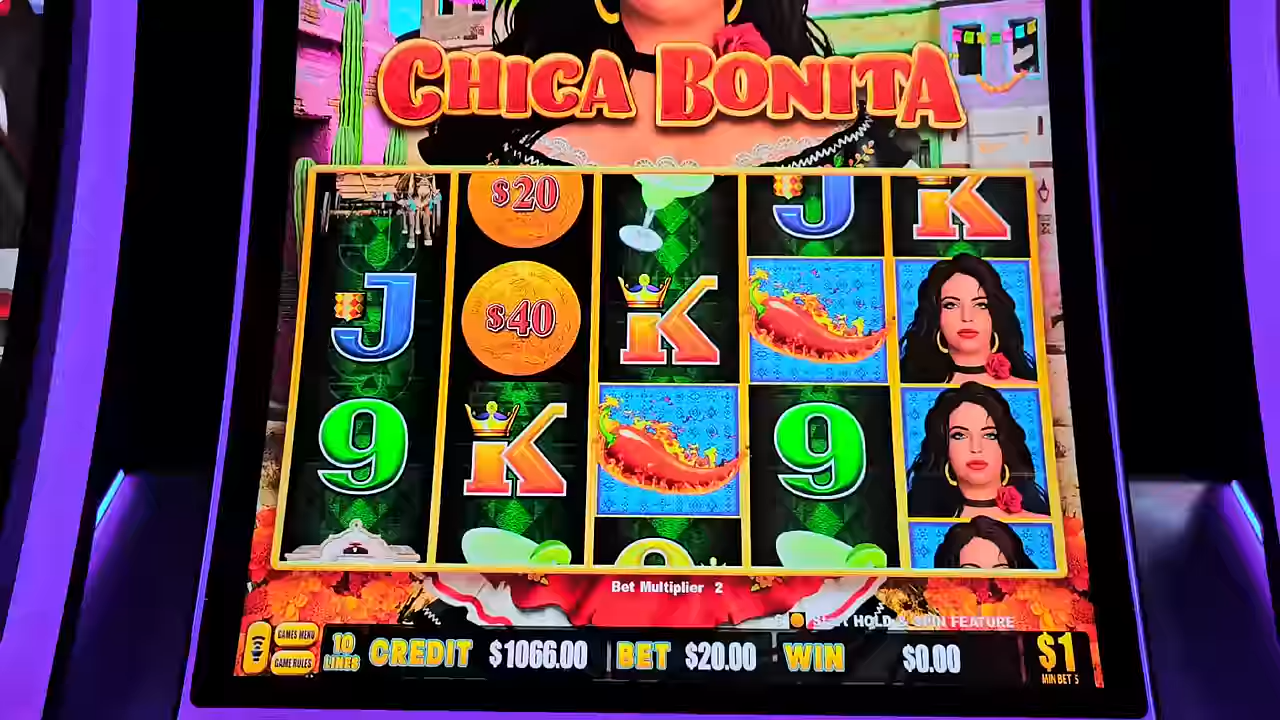 CHICA BONITA
$20
J
K
J
$40
K
9
K
9
Bet Multiplier 2
HOLD & SPIN FEATURE
GAMES MENU
GAME RULES
10 LINES
CREDIT $1066.00
BET $20.00
WIN $0.00
$1
MIN BET 5